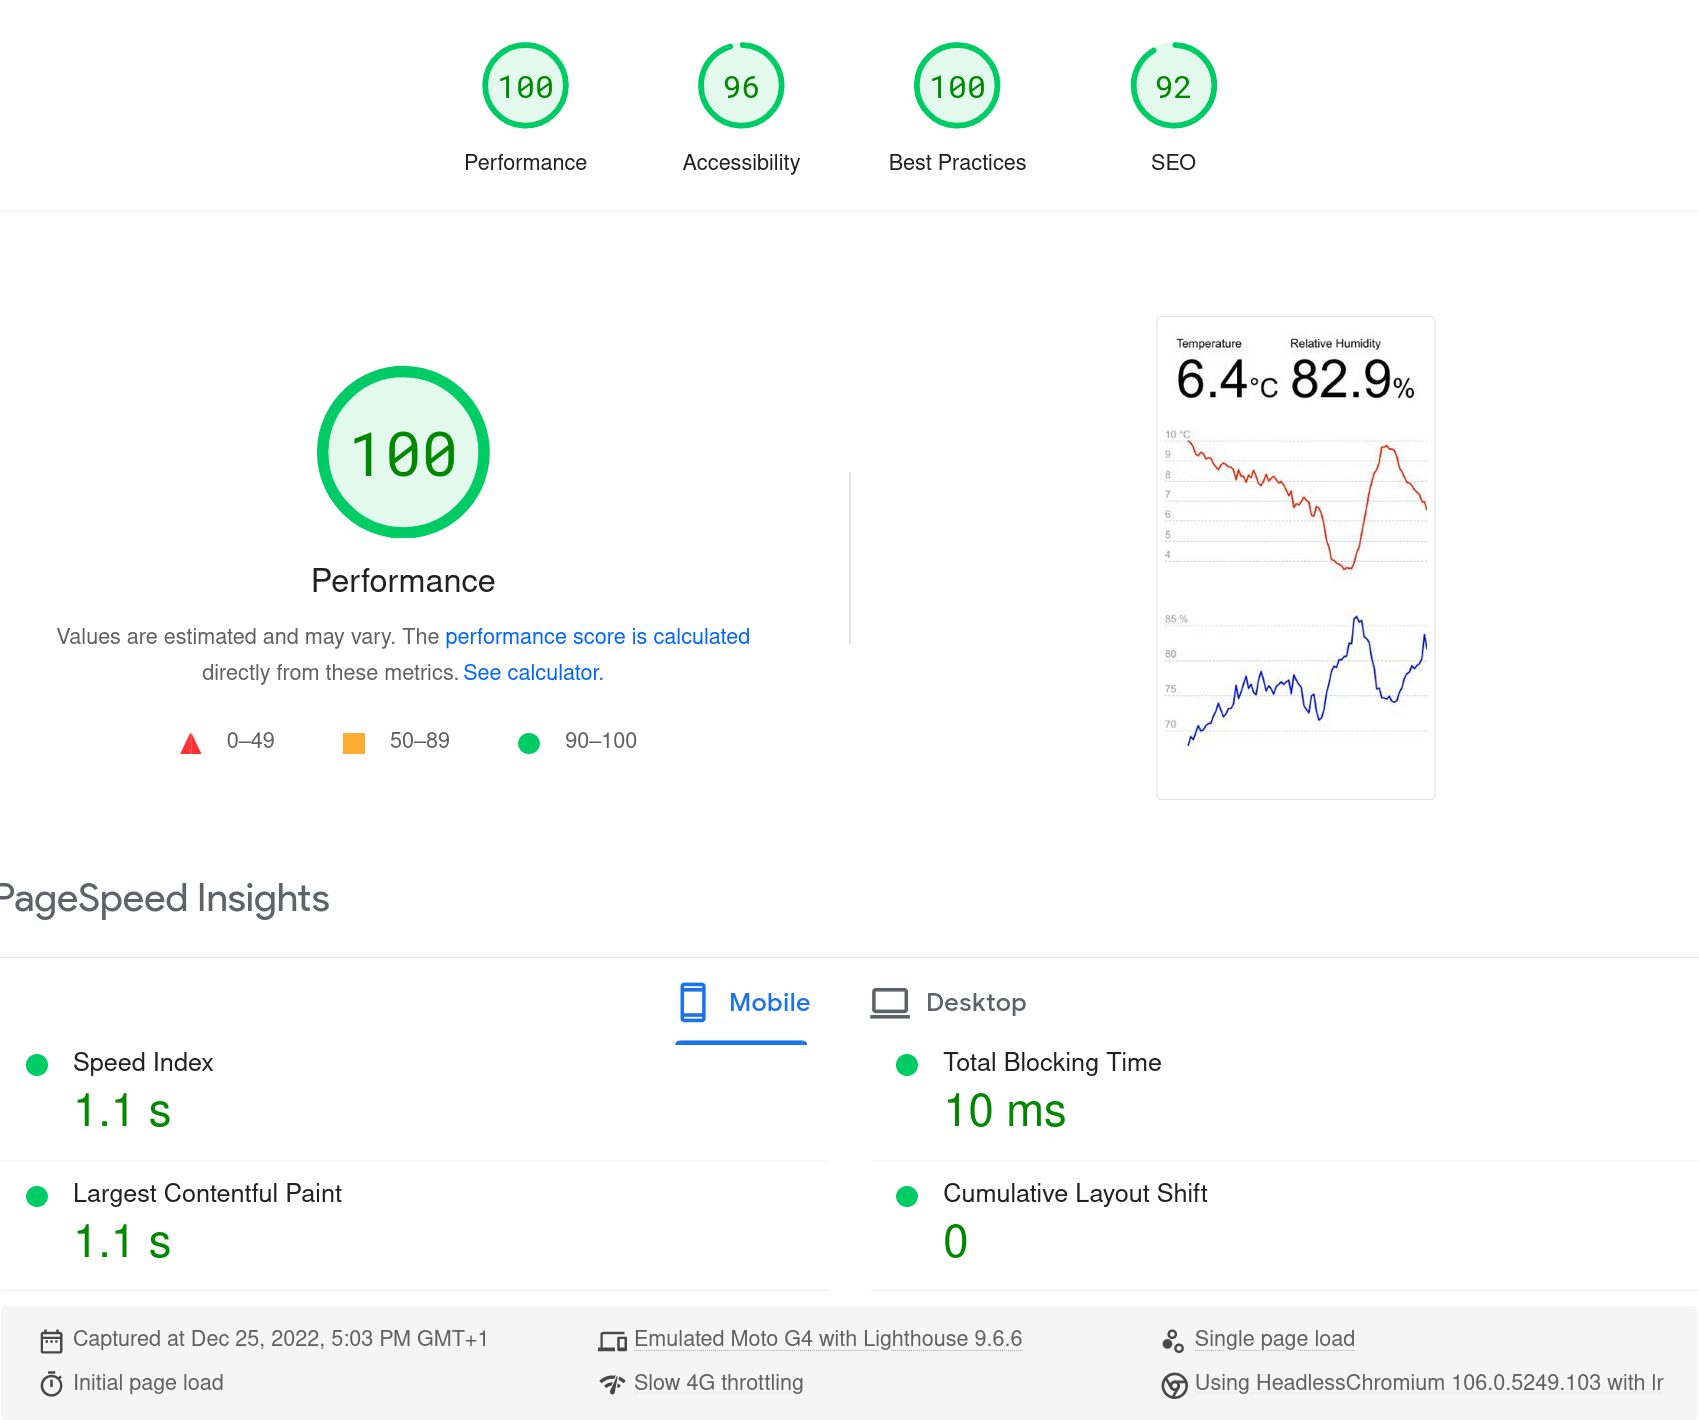 100 96 100 92
Performance Accessibility Best Practices SEO
100
Performance
Values are estimated and may vary. The performance score is calculated
directly from these metrics. See calculator.
0–49 50–89 90–100
Temperature Relative Humidity
6.4°C 82.9%
10 °C
9
8
7
6
5
4
85 %
80
75
70
PageSpeed Insights
Mobile Desktop
Speed Index
1.1 s
Total Blocking Time
10 ms
Largest Contentful Paint
1.1 s
Cumulative Layout Shift
0
Captured at Dec 25, 2022, 5:03 PM GMT+1
Emulated Moto G4 with Lighthouse 9.6.6
Single page load
Initial page load
Slow 4G throttling
Using HeadlessChromium 106.0.5249.103 with lr